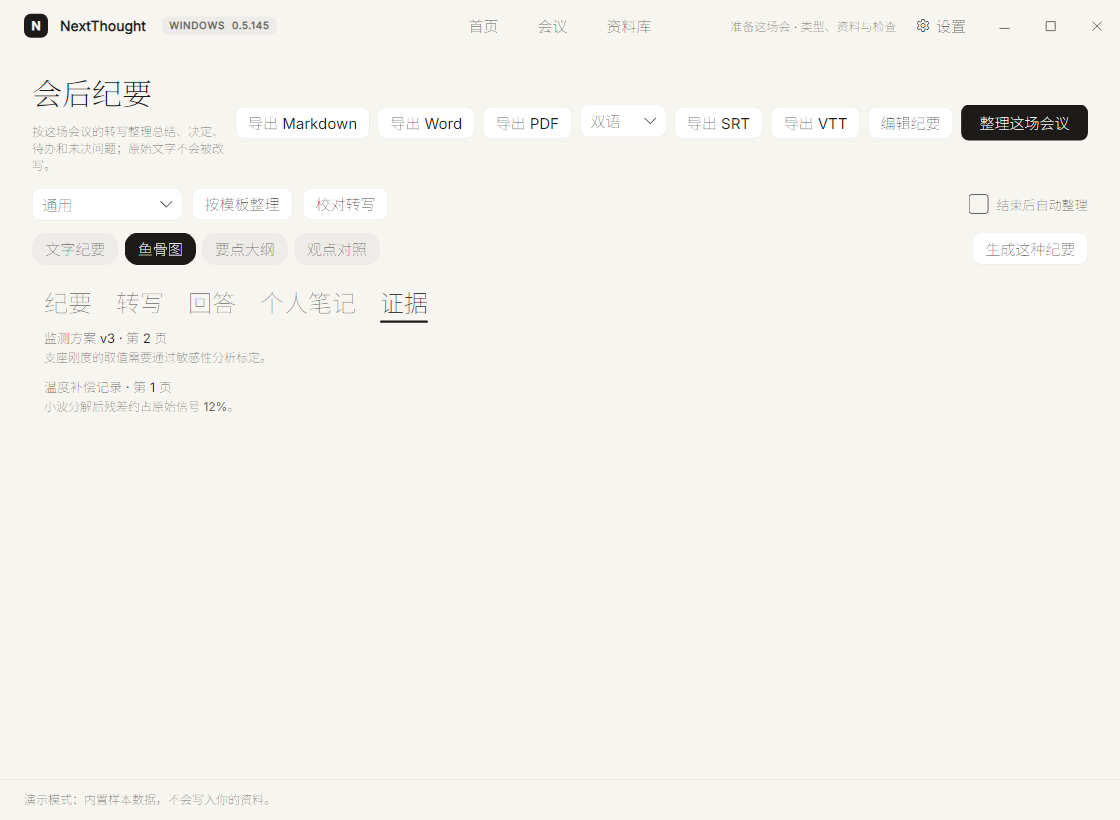 N NextThought WINDOWS 0.5.145 首页 会议 资料库 准备这场会 · 类型、资料与检查 设置
会后纪要
按这场会议的转写整理总结、决定、
待办和未决问题；原始文字不会被改
写。
导出 Markdown 导出 Word 导出 PDF 双语 导出 SRT 导出 VTT 编辑纪要 整理这场会议
通用 按模板整理 校对转写 结束后自动整理
文字纪要 鱼骨图 要点大纲 观点对照 生成这种纪要
纪要 转写 回答 个人笔记 证据
监测方案 v3 · 第 2 页
支座刚度的取值需要通过敏感性分析标定。
温度补偿记录 · 第 1 页
小波分解后残差约占原始信号 12%。
演示模式：内置样本数据，不会写入你的资料。